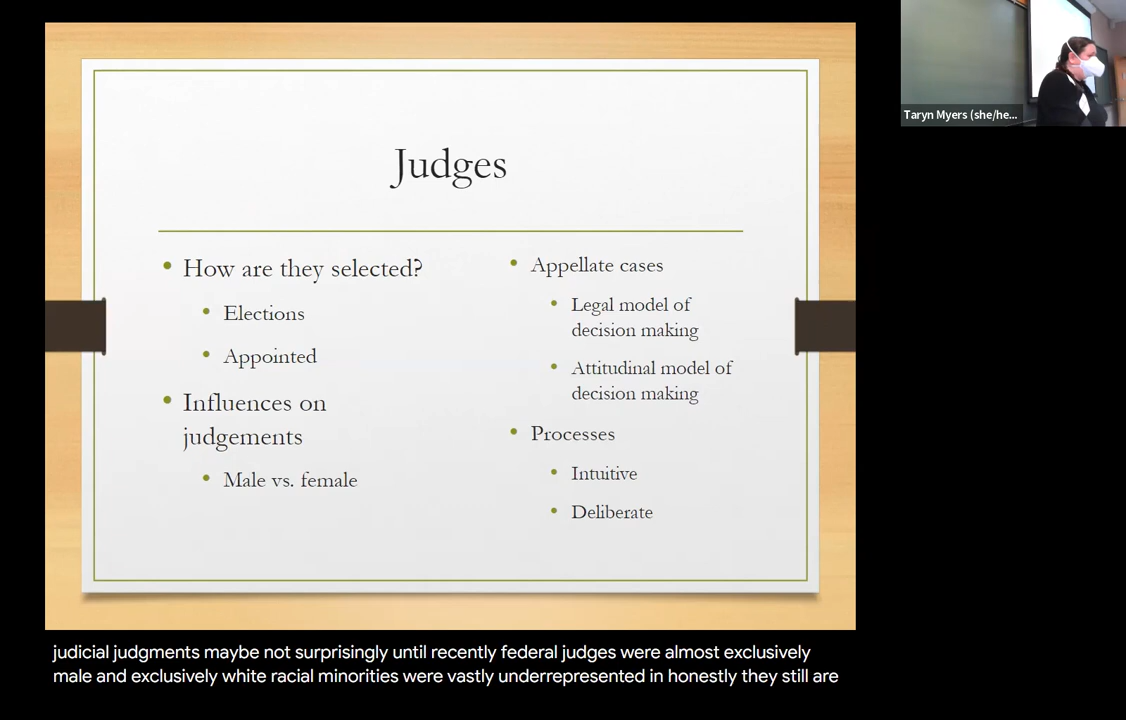 Judges
How are they selected?
Elections
Appointed
Influences on
judgements
Male vs. female
Appellate cases
Legal model of
decision making
Attitudinal model of
decision making
Processes
Intuitive
Deliberate
Taryn Myers (she/he...
judicial judgments maybe not surprisingly until recently federal judges were almost exclusively
male and exclusively white racial minorities were vastly underrepresented in honestly they still are